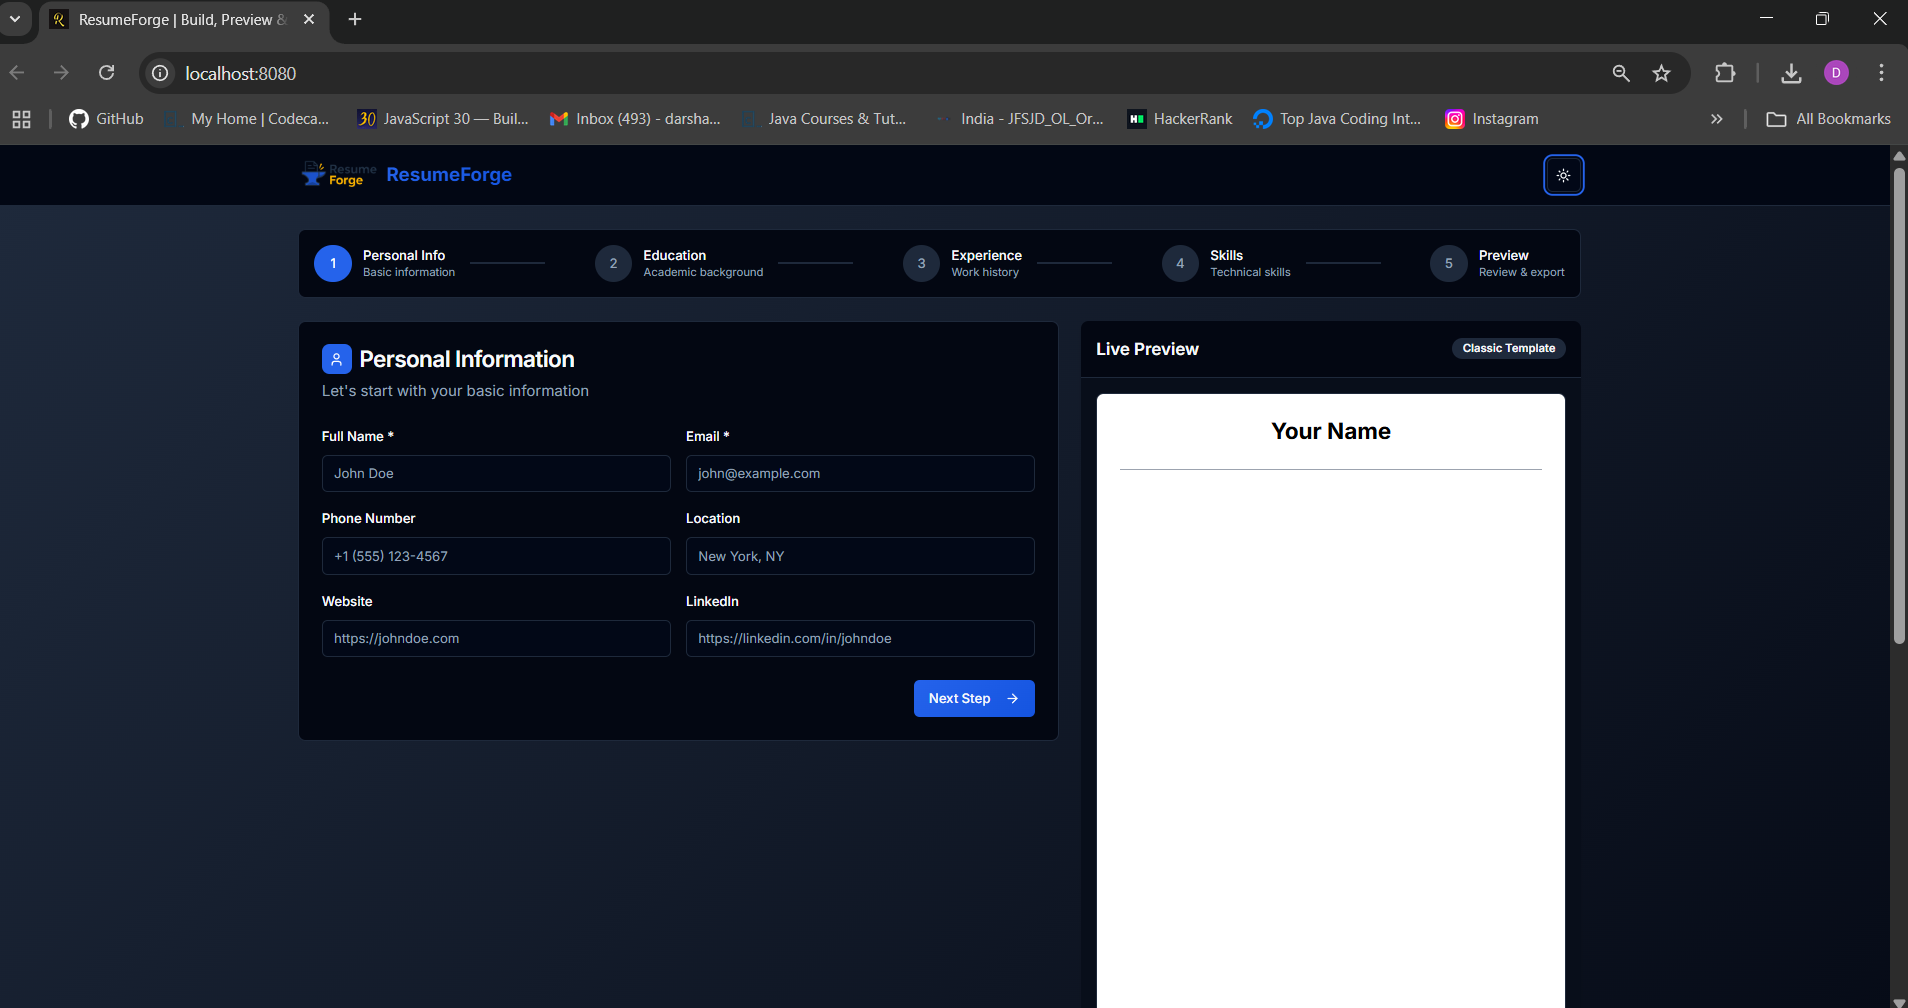 ResumeForge | Build, Preview &
localhost:8080
GitHub
My Home | Codeca...
30
JavaScript 30 — Buil...
Inbox (493) - darsha...
Java Courses & Tut...
India - JFSJD_OL_Or...
HackerRank
Top Java Coding Int...
Instagram
»
All Bookmarks
D
Resume
Forge
ResumeForge
1
Personal Info
Basic information
2
Education
Academic background
3
Experience
Work history
4
Skills
Technical skills
5
Preview
Review & export
Personal Information
Let's start with your basic information
Full Name *
John Doe
Email *
john@example.com
Phone Number
+1 (555) 123-4567
Location
New York, NY
Website
https://johndoe.com
LinkedIn
https://linkedin.com/in/johndoe
Next Step
Live Preview
Classic Template
Your Name